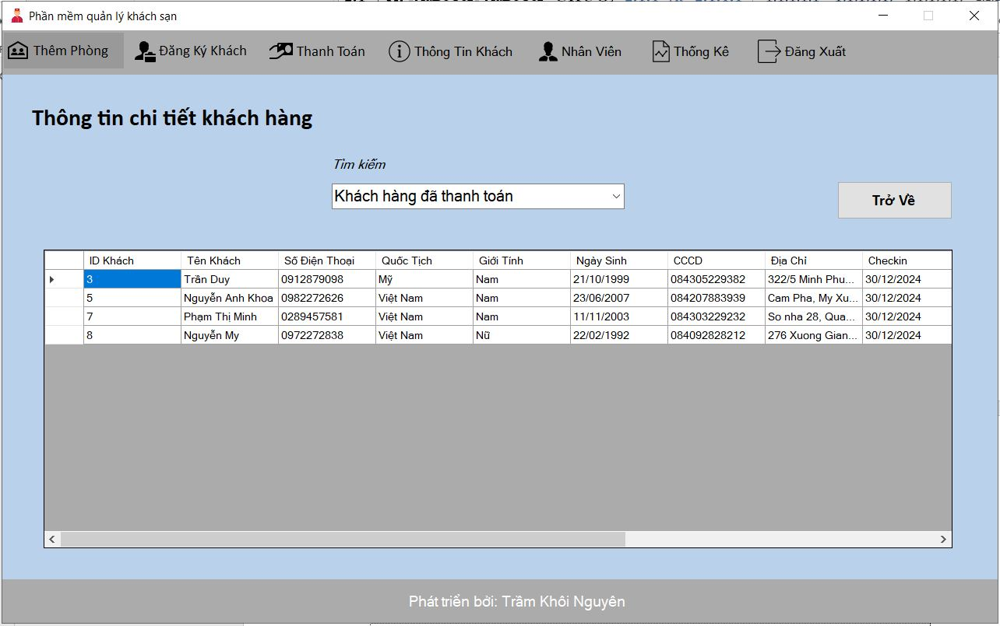 Phần mềm quản lý khách sạn
Thêm Phòng Đăng Ký Khách Thanh Toán Thông Tin Khách Nhân Viên Thống Kê Đăng Xuất
Thông tin chi tiết khách hàng
Tìm kiếm
Khách hàng đã thanh toán
Trở Về
ID Khách Tên Khách Số Điện Thoại Quốc Tịch Giới Tính Ngày Sinh CCCD Địa Chỉ Checkin
3 Trần Duy 0912879098 Mỹ Nam 21/10/1999 084305229382 322/5 Minh Phu... 30/12/2024
5 Nguyễn Anh Khoa 0982272626 Việt Nam Nam 23/06/2007 084207883939 Cam Pha, My Xu... 30/12/2024
7 Phạm Thị Minh 0289457581 Việt Nam Nam 11/11/2003 084303229232 So nha 28, Qua... 30/12/2024
8 Nguyễn My 0972272838 Việt Nam Nữ 22/02/1992 084092828212 276 Xuong Gian... 30/12/2024
Phát triển bởi: Trầm Khôi Nguyên